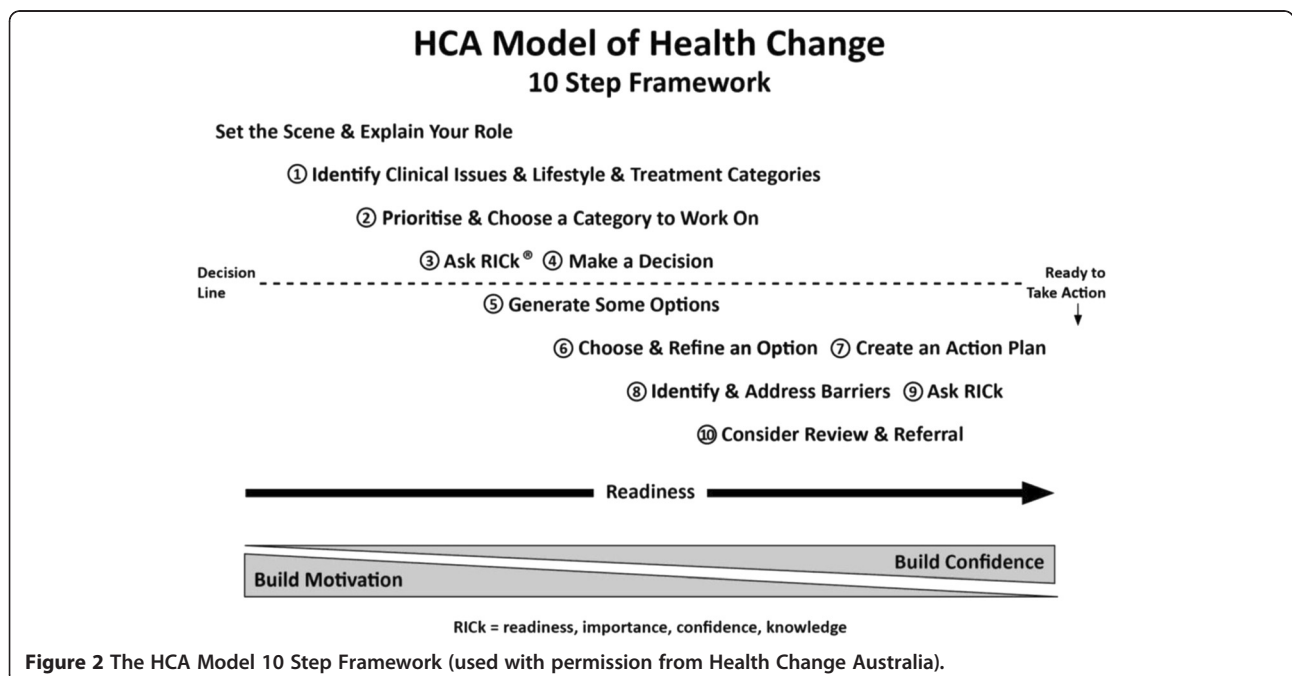 HCA Model of Health Change
10 Step Framework
Set the Scene & Explain Your Role
① Identify Clinical Issues & Lifestyle & Treatment Categories
② Prioritise & Choose a Category to Work On
③ Ask RICk® ④ Make a Decision
Decision
Line
Ready to
Take Action
⑤ Generate Some Options
⑥ Choose & Refine an Option ⑦ Create an Action Plan
⑧ Identify & Address Barriers ⑨ Ask RICk
⑩ Consider Review & Referral
Readiness
Build Confidence
Build Motivation
RICk = readiness, importance, confidence, knowledge
Figure 2 The HCA Model 10 Step Framework (used with permission from Health Change Australia).